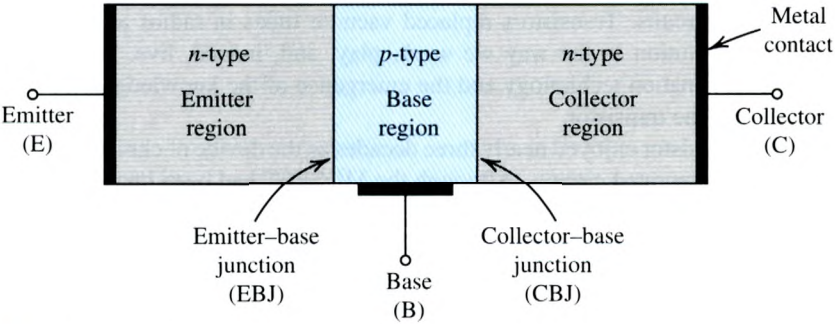 n-type
Emitter
region
p-type
Base
region
n-type
Collector
region
Metal
contact
Emitter
(E)
Collector
(C)
Emitter–base
junction
(EBJ)
Base
(B)
Collector–base
junction
(CBJ)